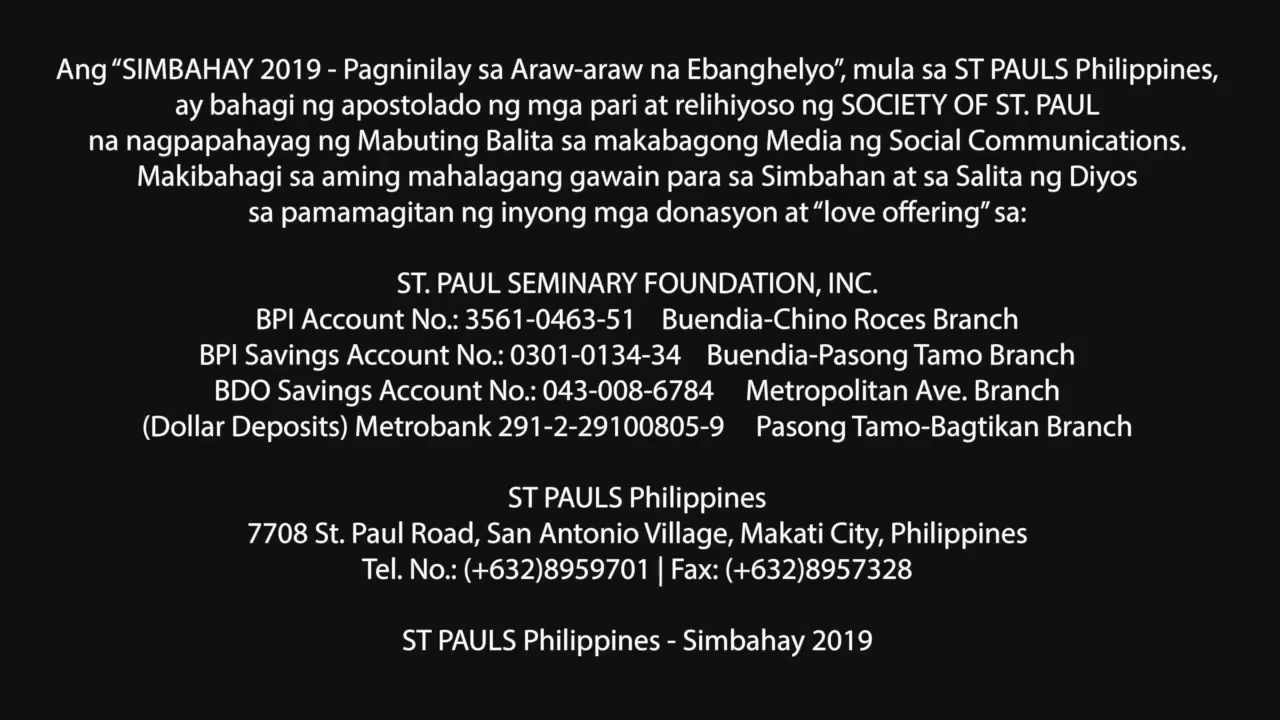 Ang “SIMBAHAY 2019 - Pagninilay sa Araw-araw na Ebanghelyo”, mula sa ST PAULS Philippines,
ay bahagi ng apostolado ng mga pari at relihiyoso ng SOCIETY OF ST. PAUL
na nagpapahayag ng Mabuting Balita sa makabagong Media ng Social Communications.
Makibahagi sa aming mahalagang gawain para sa Simbahan at sa Salita ng Diyos
sa pamamagitan ng inyong mga donasyon at “love offering” sa:
ST. PAUL SEMINARY FOUNDATION, INC.
BPI Account No.: 3561-0463-51 Buendia-Chino Roces Branch
BPI Savings Account No.: 0301-0134-34 Buendia-Pasong Tamo Branch
BDO Savings Account No.: 043-008-6784 Metropolitan Ave. Branch
(Dollar Deposits) Metrobank 291-2-29100805-9 Pasong Tamo-Bagtikan Branch
ST PAULS Philippines
7708 St. Paul Road, San Antonio Village, Makati City, Philippines
Tel. No.: (+632)8959701 | Fax: (+632)8957328
ST PAULS Philippines - Simbahay 2019